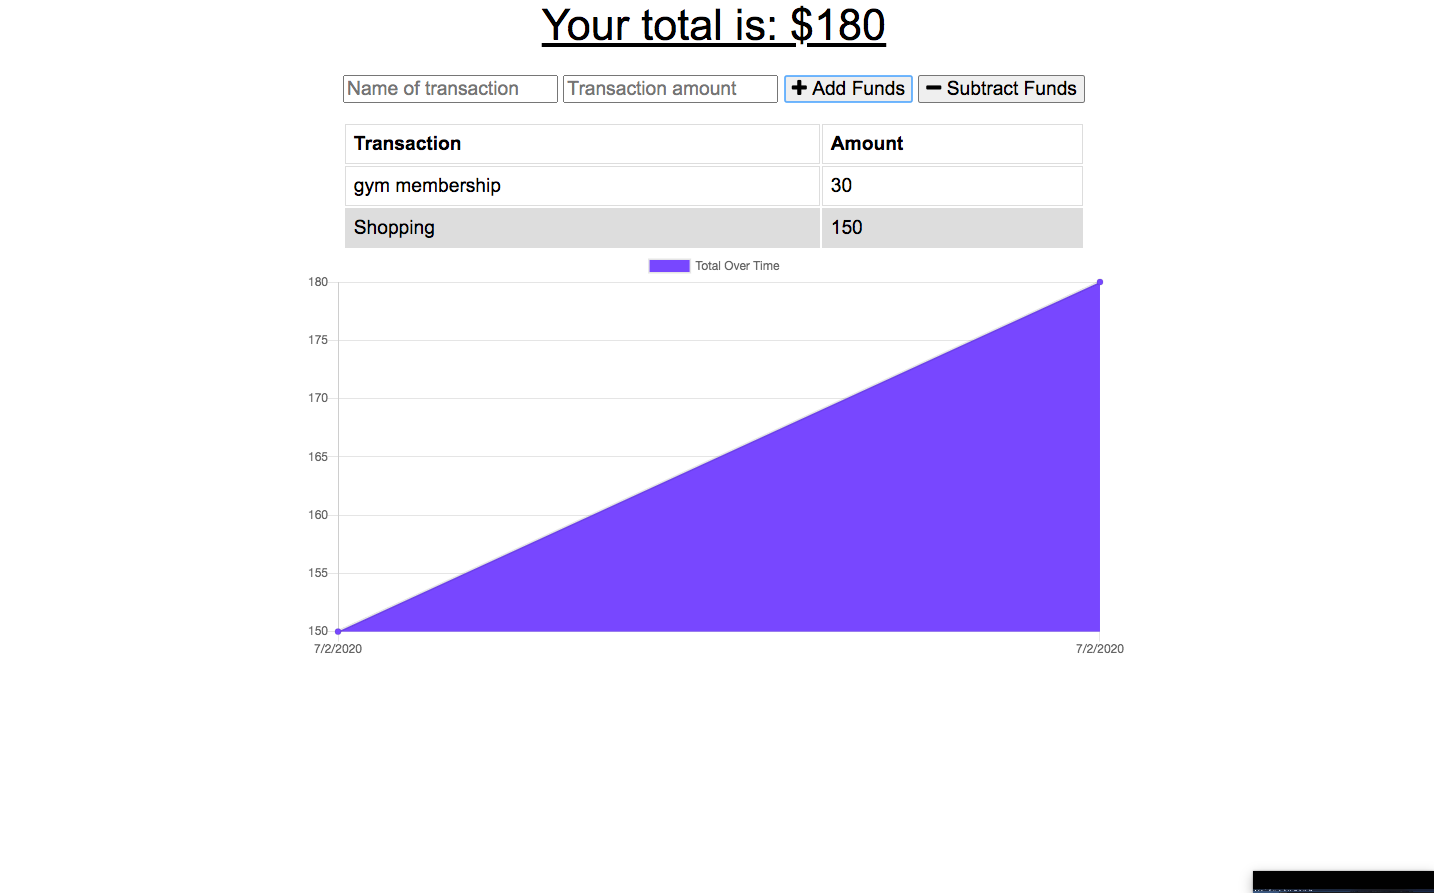 Your total is: $180
Name of transaction Transaction amount Add Funds Subtract Funds
Transaction Amount
gym membership 30
Shopping 150
Total Over Time
180
175
170
165
160
155
150
7/2/2020 7/2/2020